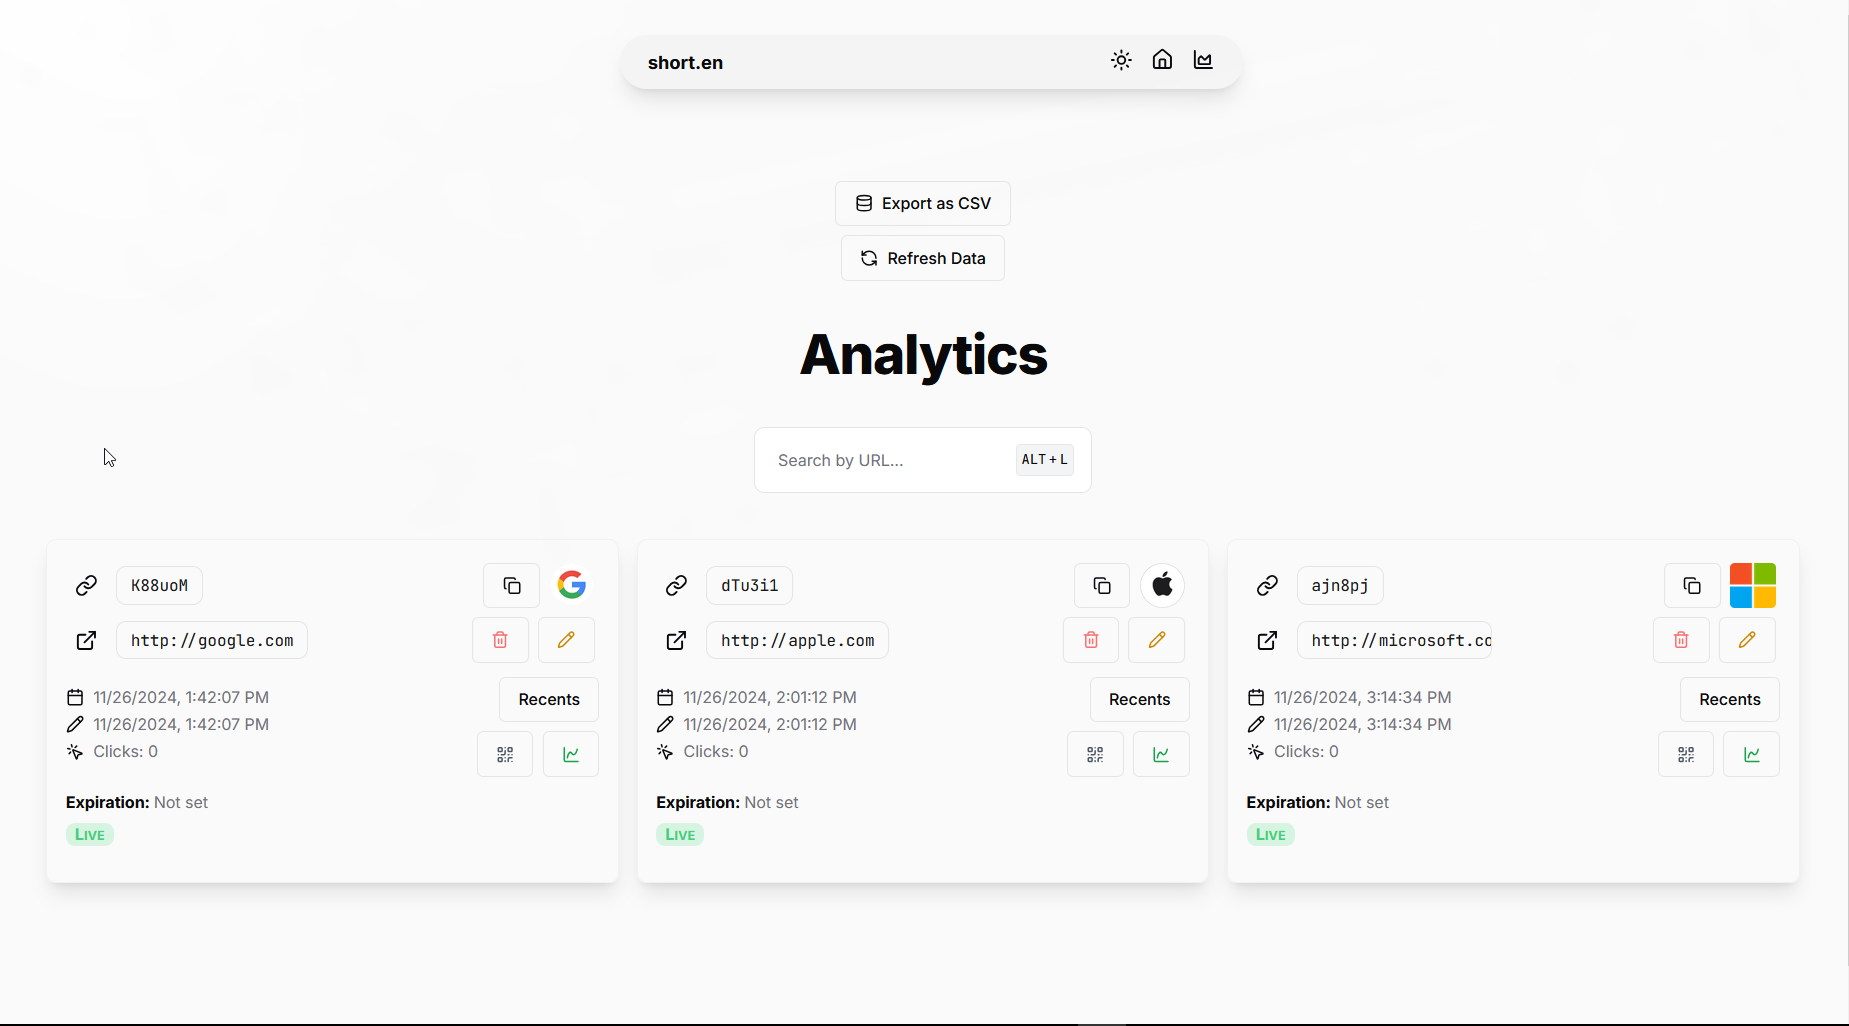 short.en
Export as CSV
Refresh Data
Analytics
Search by URL...
ALT + L
K88uoM
http://google.com
11/26/2024, 1:42:07 PM
Recents
11/26/2024, 1:42:07 PM
Clicks: 0
Expiration: Not set
LIVE
dTu3i1
http://apple.com
11/26/2024, 2:01:12 PM
Recents
11/26/2024, 2:01:12 PM
Clicks: 0
Expiration: Not set
LIVE
ajn8pj
http://microsoft.co
11/26/2024, 3:14:34 PM
Recents
11/26/2024, 3:14:34 PM
Clicks: 0
Expiration: Not set
LIVE